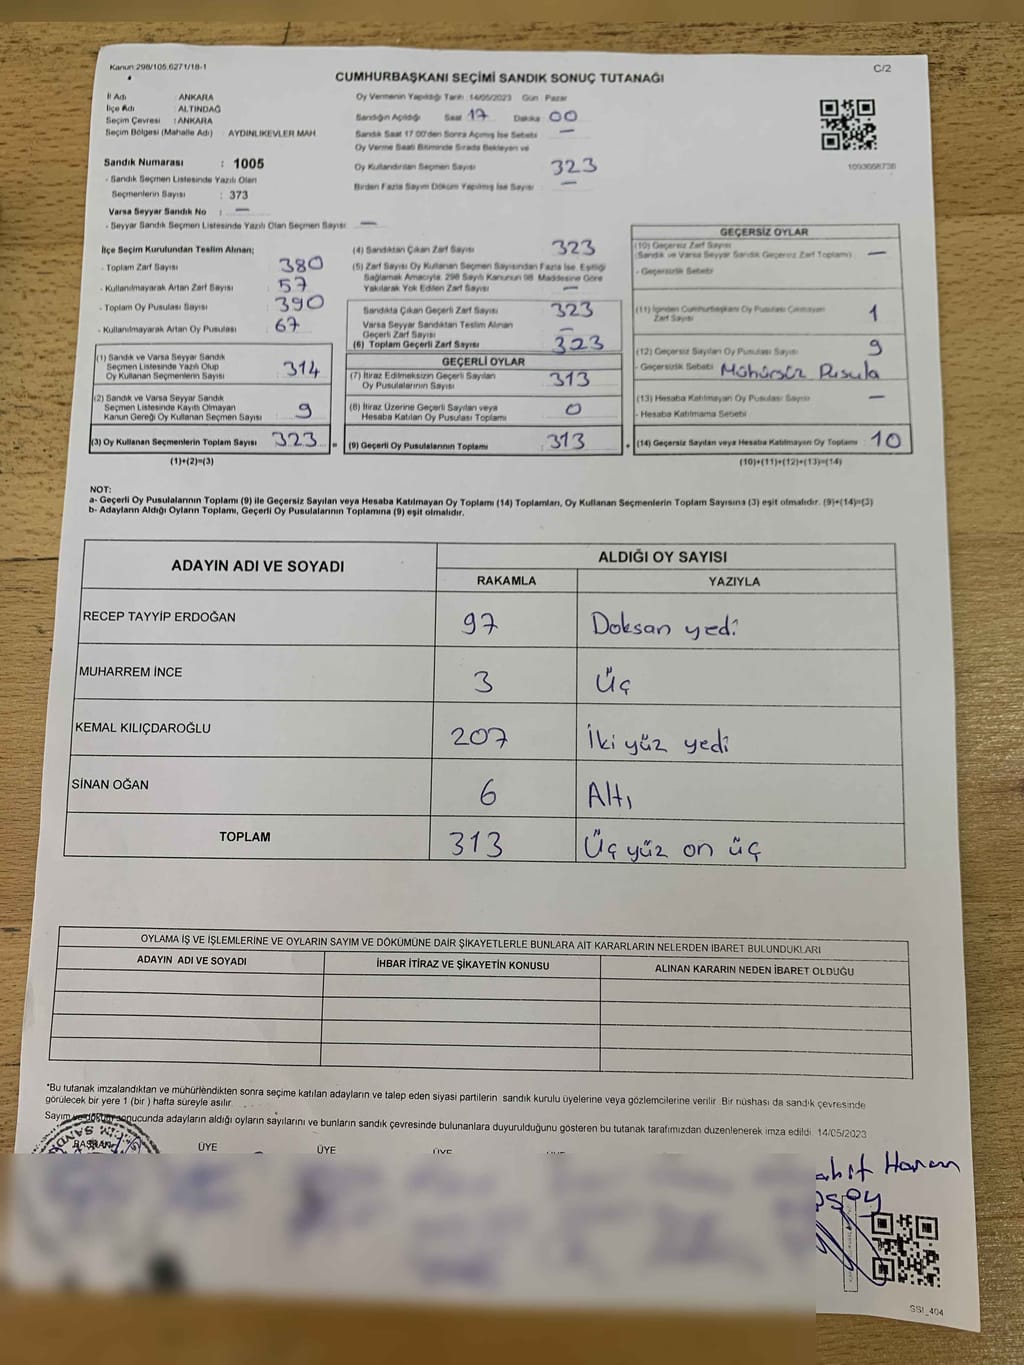 Kanun:298/105.6271/18-1
C/2
CUMHURBAŞKANI SEÇİMİ SANDIK SONUÇ TUTANAĞI
İl Adı : ANKARA
İlçe Adı : ALTINDAĞ
Seçim Çevresi : ANKARA
Seçim Bölgesi (Mahalle Adı) : AYDINLIKEVLER MAH.
Sandık Numarası : 1005
- Sandık Seçmen Listesinde Yazılı Olan
Seçmenlerin Sayısı : 373
Varsa Seyyar Sandık No : —
- Seyyar Sandık Seçmen Listesinde Yazılı Olan Seçmen Sayısı : —
Oy Vermenin Yapıldığı Tarih :14/05/2023 Gün : Pazar
Sandığın Açıldığı Saat 17 Dakika 00
Sandık Saat 17.00'den Sonra Açılmış İse Sebebi —
Oy Verme Saati Bitiminde Sırada Bekleyen ve
Oy Kullandırılan Seçmen Sayısı 323
Birden Fazla Sayım Döküm Yapılmış İse Sayısı : —
1093656736
İlçe Seçim Kurulundan Teslim Alınan;
- Toplam Zarf Sayısı 380
- Kullanılmayarak Artan Zarf Sayısı : 57
- Toplam Oy Pusulası Sayısı : 390
- Kullanılmayarak Artan Oy Pusulası : 67
(1) Sandık ve Varsa Seyyar Sandık
Seçmen Listesinde Yazılı Olup
Oy Kullanan Seçmenlerin Sayısı : 314
(2) Sandık ve Varsa Seyyar Sandık
Seçmen Listesinde Kayıtlı Olmayan
Kanun Gereği Oy Kullanan Seçmen Sayısı : 9
(3) Oy Kullanan Seçmenlerin Toplam Sayısı : 323 =
(1)+(2)=(3)
(4) Sandıktan Çıkan Zarf Sayısı : 323
(5) Zarf Sayısı Oy Kullanan Seçmen Sayısından Fazla İse, Eşitliği
Sağlamak Amacıyla, 298 Sayılı Kanunun 98. Maddesine Göre
Yakılarak Yok Edilen Zarf Sayısı : —
Sandıkta Çıkan Geçerli Zarf Sayısı : 323
Varsa Seyyar Sandıktan Teslim Alınan
Geçerli Zarf Sayısı : —
(6) Toplam Geçerli Zarf Sayısı : 323
GEÇERLİ OYLAR
(7) İtiraz Edilmeksizin Geçerli Sayılan
Oy Pusulalarının Sayısı : 313
(8) İtiraz Üzerine Geçerli Sayılan veya
Hesaba Katılan Oy Pusulası Toplamı : 0
(9) Geçerli Oy Pusulalarının Toplamı : 313 +
GEÇERSİZ OYLAR
(10) Geçersiz Zarf Sayısı
(Sandık ve Varsa Seyyar Sandık Geçersiz Zarf Toplamı) : —
- Geçersizlik Sebebi :
(11) İçinden Cumhurbaşkanı Oy Pusulası Çıkmayan
Zarf Sayısı : 1
(12) Geçersiz Sayılan Oy Pusulası Sayısı : 9
- Geçersizlik Sebebi : Mühürsüz Pusula
(13) Hesaba Katılmayan Oy Pusulası Sayısı : —
- Hesaba Katılmama Sebebi :
(14) Geçersiz Sayılan veya Hesaba Katılmayan Oy Toplamı : 10
(10)+(11)+(12)+(13)=(14)
NOT:
a- Geçerli Oy Pusulalarının Toplamı (9) ile Geçersiz Sayılan veya Hesaba Katılmayan Oy Toplamı (14) Toplamları, Oy Kullanan Seçmenlerin Toplam Sayısına (3) eşit olmalıdır. (9)+(14)=(3)
b- Adayların Aldığı Oyların Toplamı, Geçerli Oy Pusulalarının Toplamına (9) eşit olmalıdır.
ADAYIN ADI VE SOYADI ALDIĞI OY SAYISI
RAKAMLA YAZIYLA
RECEP TAYYİP ERDOĞAN 97 Doksan yedi
MUHARREM İNCE 3 Üç
KEMAL KILIÇDAROĞLU 207 İki yüz yedi
SİNAN OĞAN 6 Altı
TOPLAM 313 Üç yüz on üç
OYLAMA İŞ VE İŞLEMLERİNE VE OYLARIN SAYIM VE DÖKÜMÜNE DAİR ŞİKAYETLERLE BUNLARA AİT KARARLARIN NELERDEN İBARET BULUNDUKLARI
ADAYIN ADI VE SOYADI İHBAR İTİRAZ VE ŞİKAYETİN KONUSU ALINAN KARARIN NEDEN İBARET OLDUĞU
*Bu tutanak imzalandıktan ve mühürlendikten sonra seçime katılan adayların ve talep eden siyasi partilerin sandık kurulu üyelerine veya gözlemcilerine verilir. Bir nüshası da sandık çevresinde
görülecek bir yere 1 (bir ) hafta süreyle asılır.
Sayım ve döküm sonucunda adayların aldığı oyların sayılarını ve bunların sandık çevresinde bulunanlara duyurulduğunu gösteren bu tutanak tarafımızdan düzenlenerek imza edildi. 14/05/2023
BAŞKAN ÜYE ÜYE ÜYE ÜYE
Hanım
SSI_404